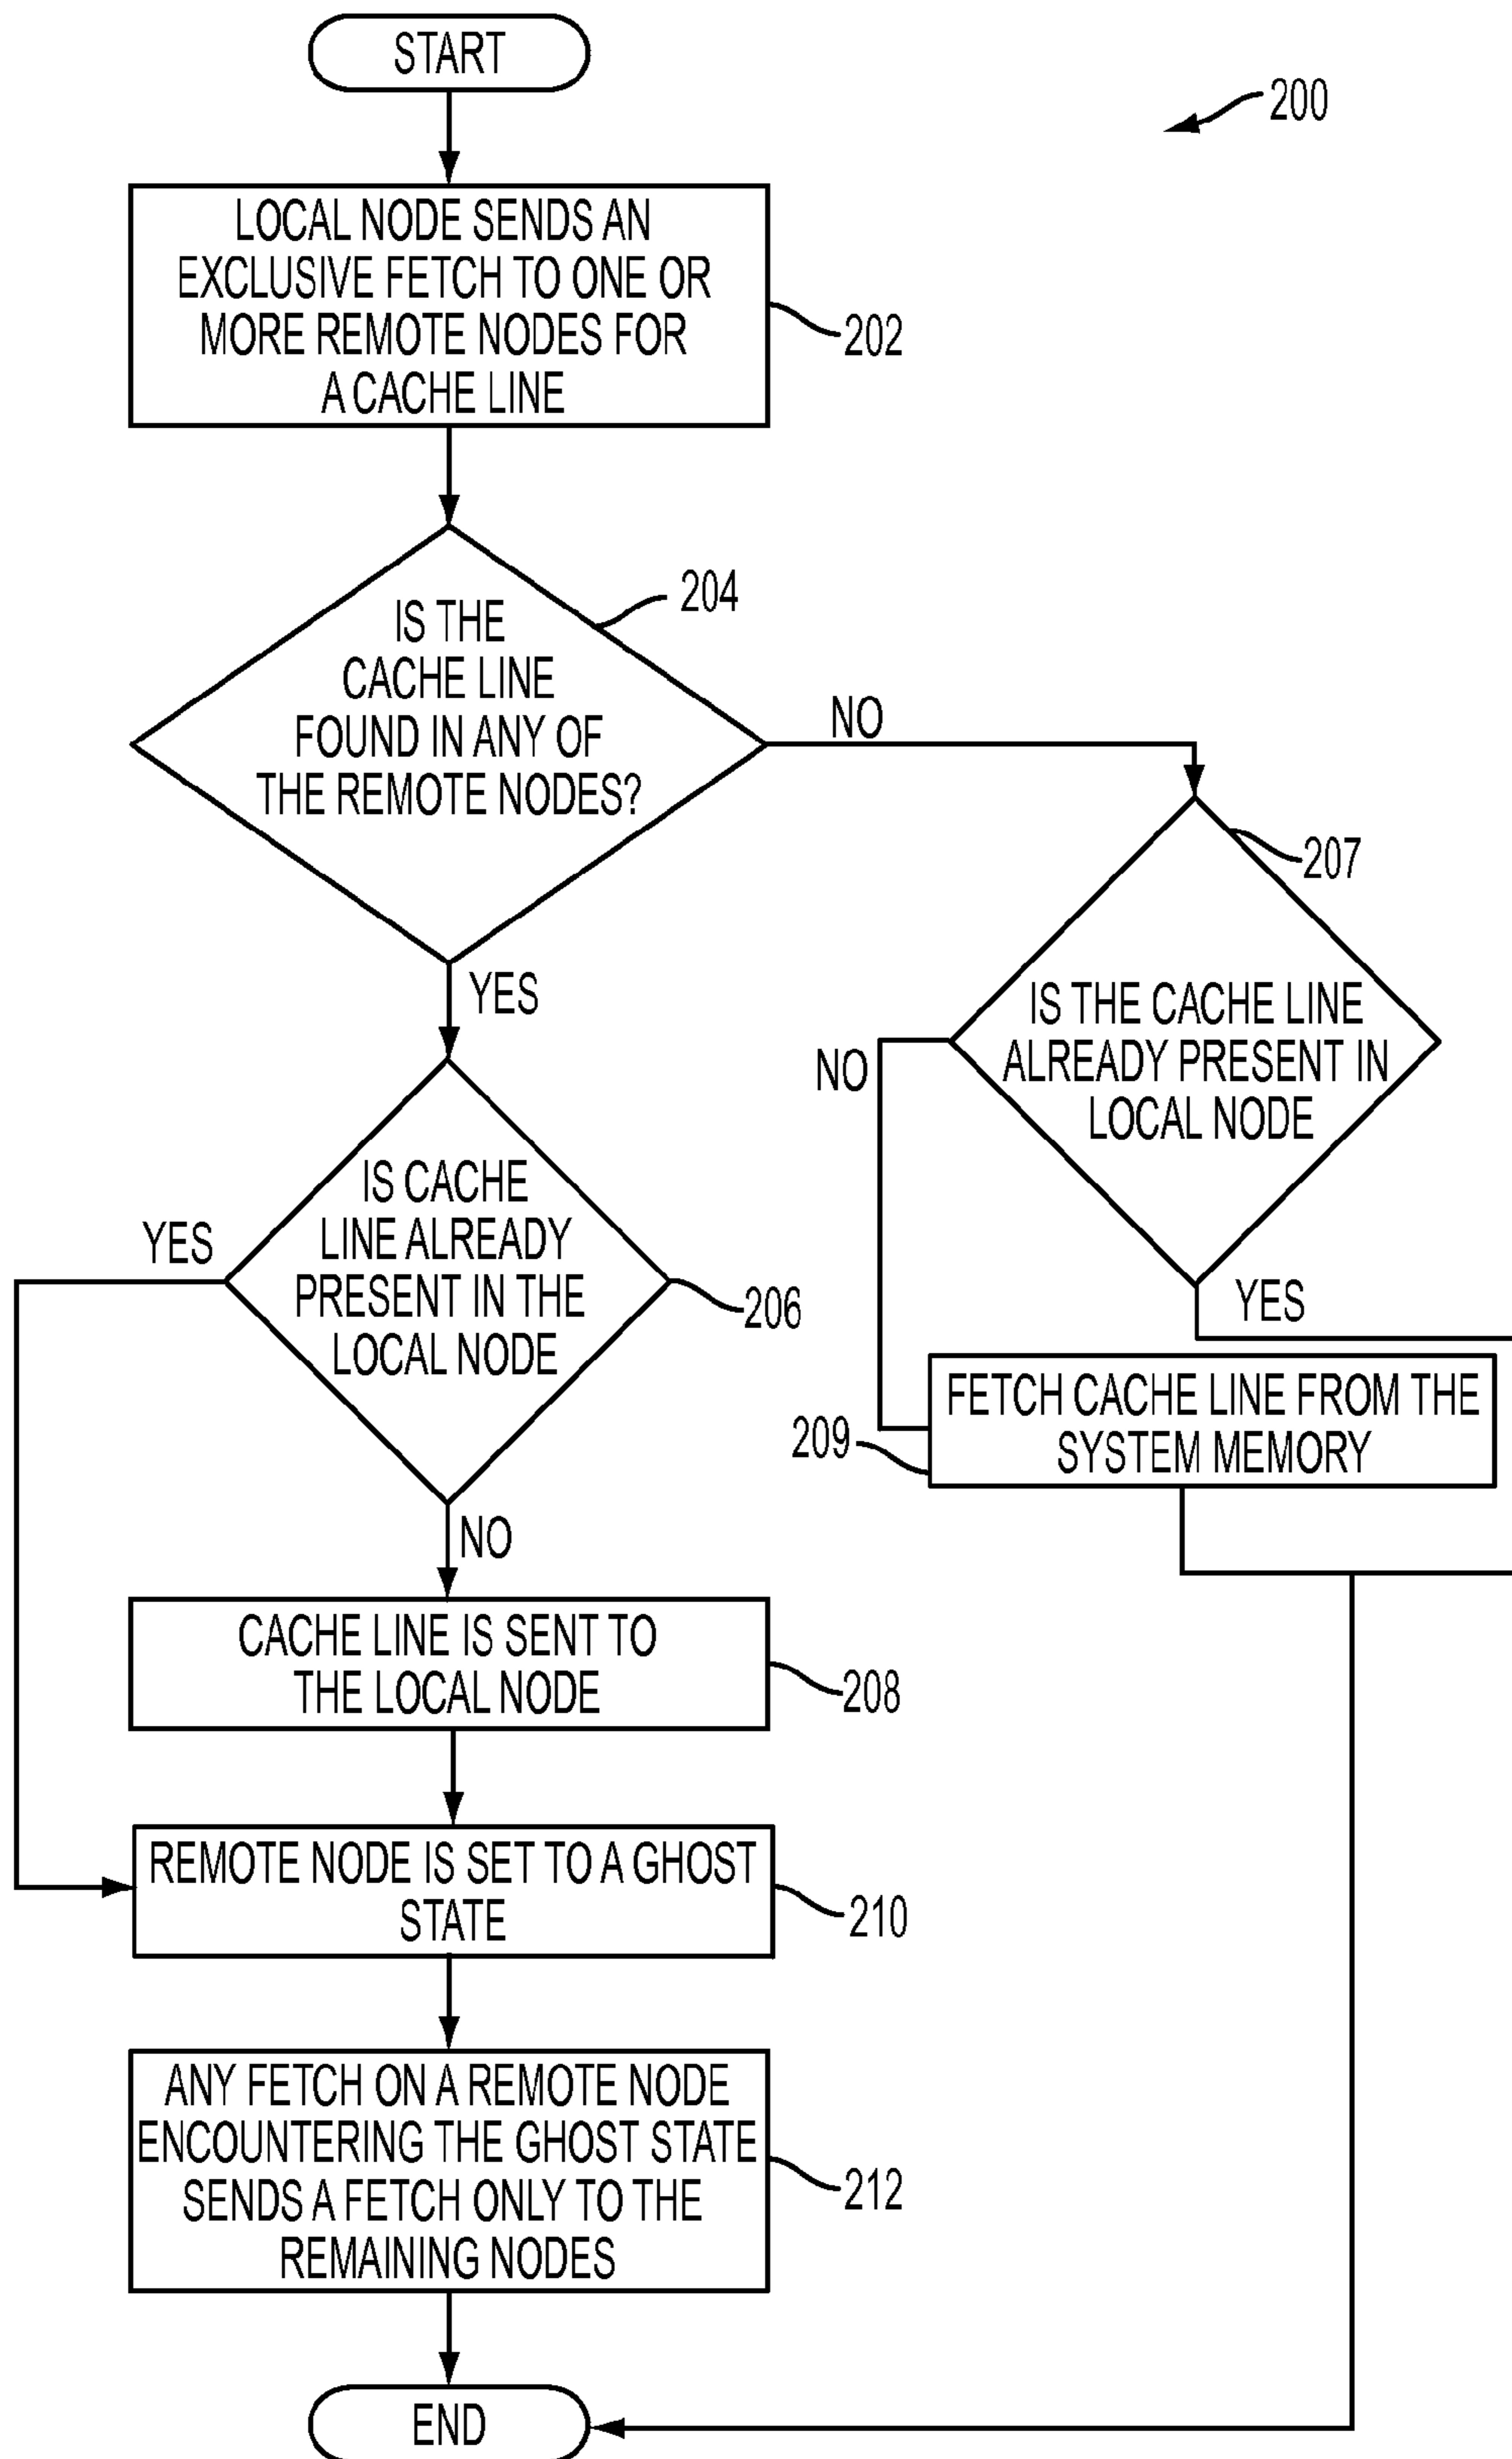 START
200
LOCAL NODE SENDS AN
EXCLUSIVE FETCH TO ONE OR
MORE REMOTE NODES FOR
A CACHE LINE
202
IS THE
CACHE LINE
FOUND IN ANY OF
THE REMOTE NODES?
204
NO
YES
207
IS THE CACHE LINE
ALREADY PRESENT IN
LOCAL NODE
NO
YES
IS CACHE
LINE ALREADY
PRESENT IN THE
LOCAL NODE
YES
206
NO
FETCH CACHE LINE FROM THE
SYSTEM MEMORY
209
CACHE LINE IS SENT TO
THE LOCAL NODE
208
REMOTE NODE IS SET TO A GHOST
STATE
210
ANY FETCH ON A REMOTE NODE
ENCOUNTERING THE GHOST STATE
SENDS A FETCH ONLY TO THE
REMAINING NODES
212
END